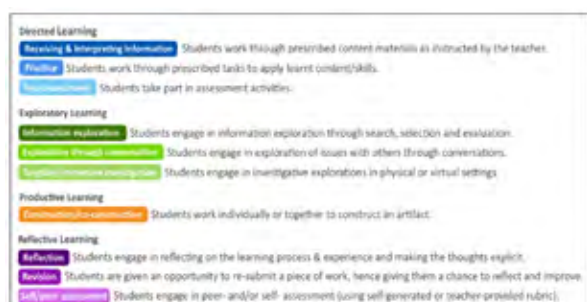 Directed Learning
Receiving & Interpreting Information Students work through prescribed content materials as instructed by the teacher.
Practice Students work through prescribed tasks to apply learnt content/skills.
Students take part in assessment activities.
Exploratory Learning
Information exploration Students engage in information exploration through search, selection and evaluation.
Exploration through conversation Students engage in exploration of issues with others through conversations.
Students engage in investigative explorations in physical or virtual settings
Productive Learning
Construction/co-construction Students work individually or together to construct an artifact.
Reflective Learning
Reflection Students engage in reflecting on the learning process & experience and making the thoughts explicit.
Revision Students are given an opportunity to re-submit a piece of work, hence giving them a chance to reflect and improve.
Self/peer assessment Students engage in peer- and/or self- assessment (using self-generated or teacher-provided rubric).